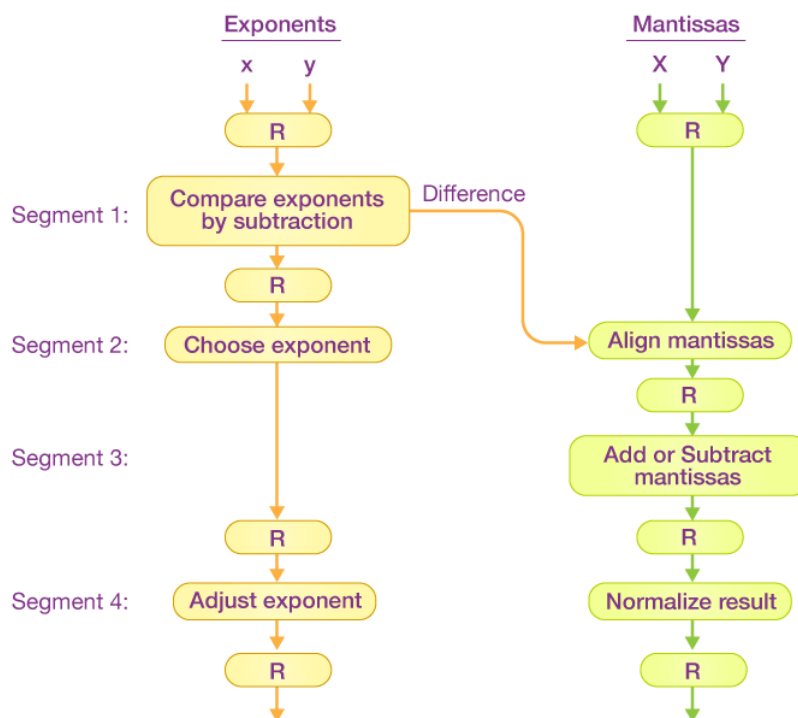 Exponents
Mantissas
x y
X Y
R
R
Segment 1:
Compare exponents
by subtraction
Difference
R
Segment 2:
Choose exponent
Align mantissas
R
Segment 3:
Add or Subtract
mantissas
R
R
Segment 4:
Adjust exponent
Normalize result
R
R